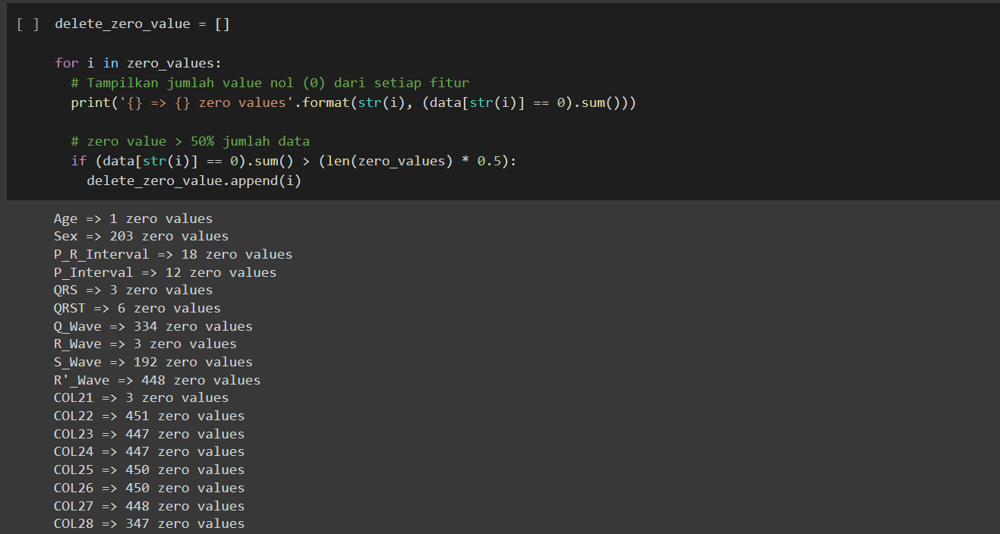 [ ] delete_zero_value = []
for i in zero_values:
# Tampilkan jumlah value nol (0) dari setiap fitur
print('{} => {} zero values'.format(str(i), (data[str(i)] == 0).sum()))
# zero value > 50% jumlah data
if (data[str(i)] == 0).sum() > (len(zero_values) * 0.5):
delete_zero_value.append(i)
Age => 1 zero values
Sex => 203 zero values
P_R_Interval => 18 zero values
P_Interval => 12 zero values
QRS => 3 zero values
QRST => 6 zero values
Q_Wave => 334 zero values
R_Wave => 3 zero values
S_Wave => 192 zero values
R'_Wave => 448 zero values
COL21 => 3 zero values
COL22 => 451 zero values
COL23 => 447 zero values
COL24 => 447 zero values
COL25 => 450 zero values
COL26 => 450 zero values
COL27 => 448 zero values
COL28 => 347 zero values